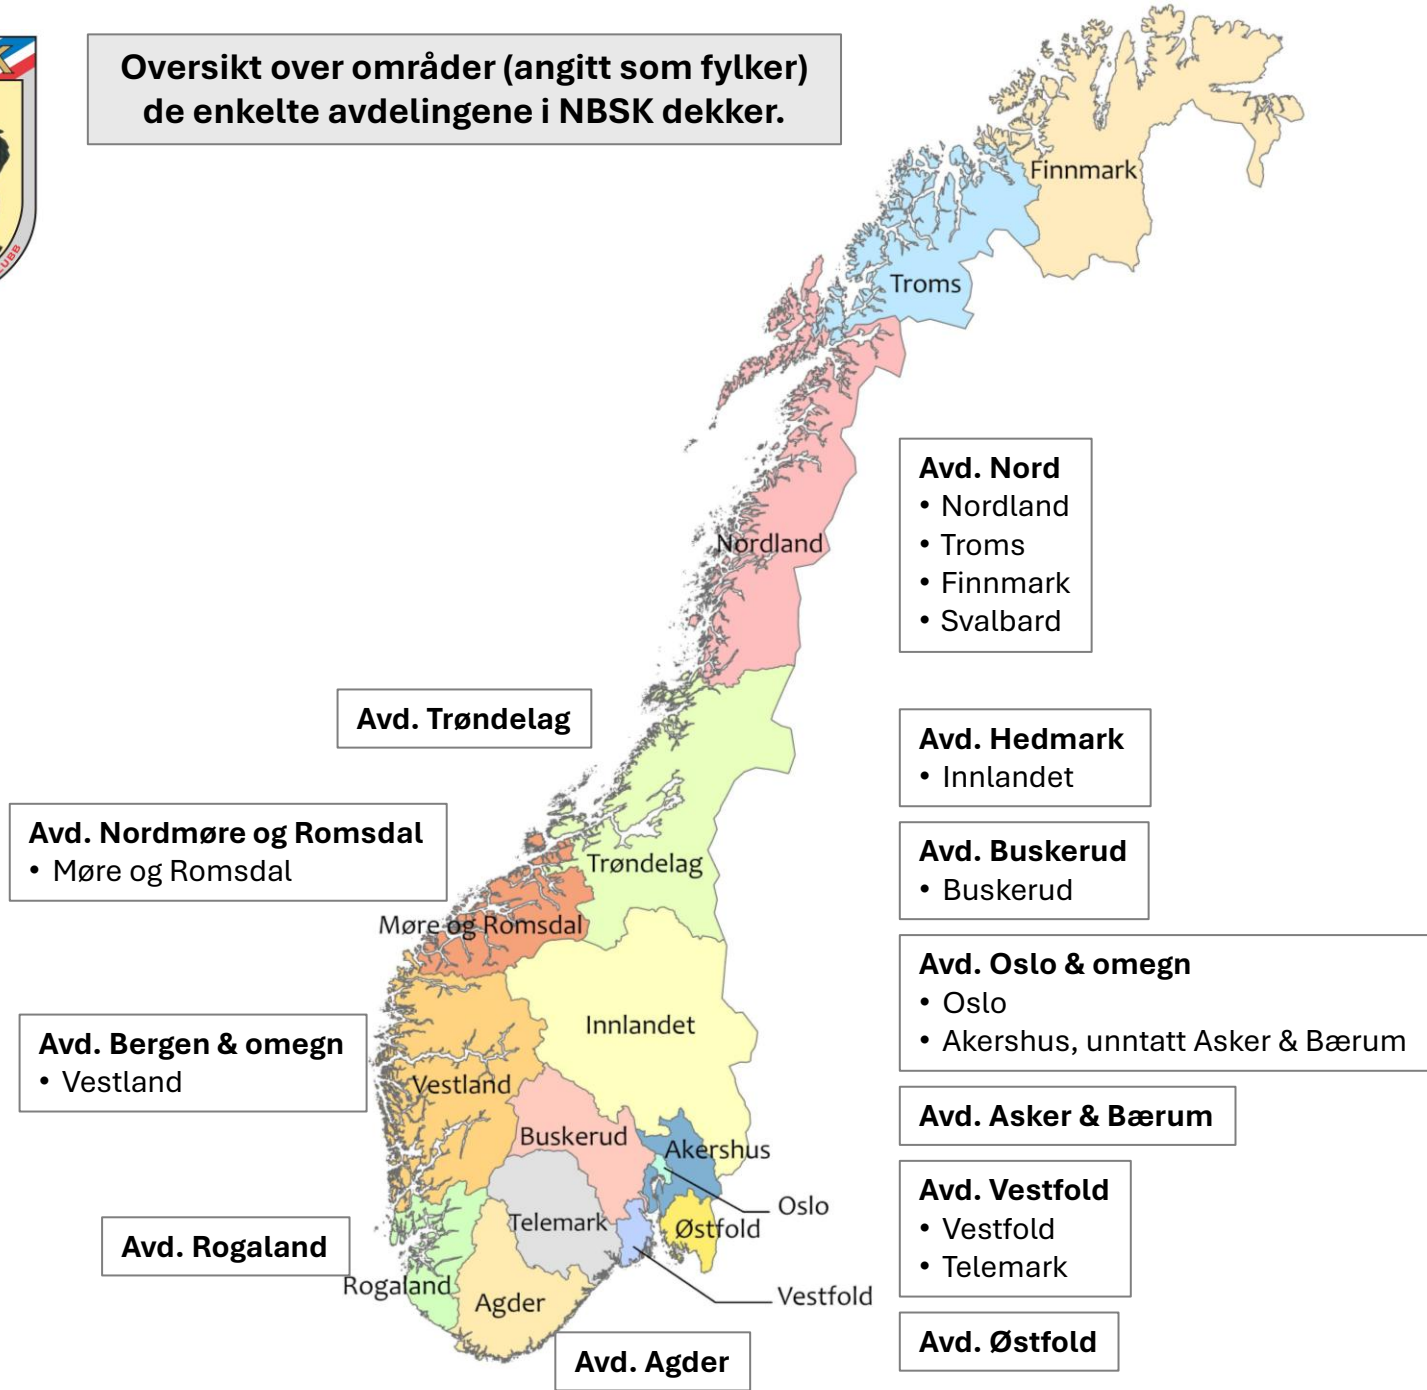 K
LUBB
Oversikt over områder (angitt som fylker)
de enkelte avdelingene i NBSK dekker.
Finnmark
Troms
Nordland
Avd. Nord
• Nordland
• Troms
• Finnmark
• Svalbard
Avd. Trøndelag
Avd. Hedmark
• Innlandet
Avd. Nordmøre og Romsdal
• Møre og Romsdal
Trøndelag
Avd. Buskerud
• Buskerud
Møre og Romsdal
Avd. Oslo & omegn
• Oslo
• Akershus, unntatt Asker & Bærum
Innlandet
Avd. Bergen & omegn
• Vestland
Vestland
Avd. Asker & Bærum
Buskerud
Akershus
Avd. Vestfold
• Vestfold
• Telemark
Oslo
Telemark
Østfold
Avd. Rogaland
Rogaland
Agder
Vestfold
Avd. Østfold
Avd. Agder